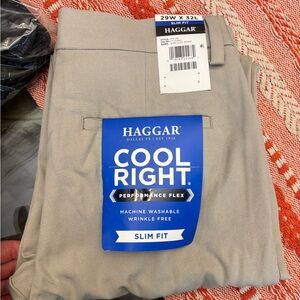 29W X 32L
SLIM FIT
HAGGAR
HAGGAR
DALLAS TX | EST 1926
COOL
RIGHT
PERFORMANCE FLEX
MACHINE WASHABLE
WRINKLE FREE
SLIM FIT